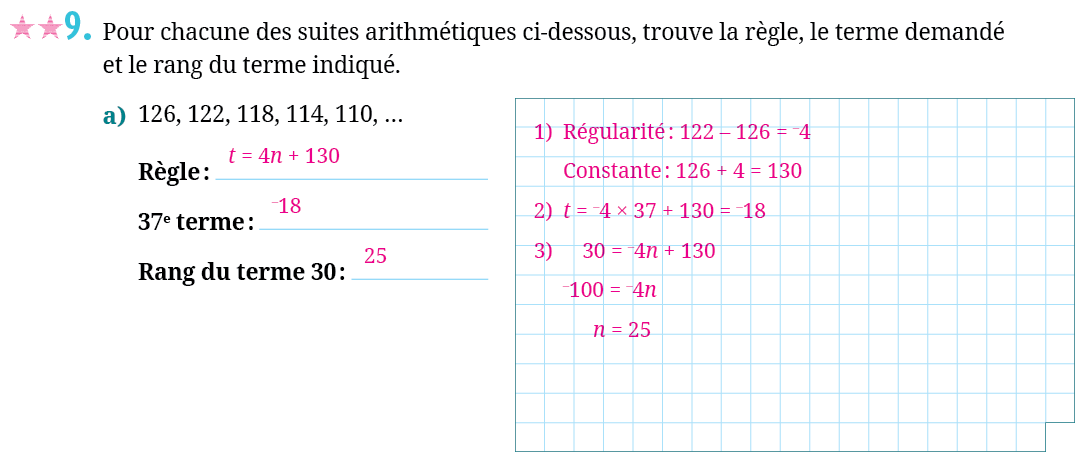 ★★9. Pour chacune des suites arithmétiques ci-dessous, trouve la règle, le terme demandé
et le rang du terme indiqué.
a) 126, 122, 118, 114, 110, …
Règle : t = 4n + 130
37e terme : ⁻18
Rang du terme 30 : 25
1) Régularité : 122 – 126 = ⁻4
Constante : 126 + 4 = 130
2) t = ⁻4 × 37 + 130 = ⁻18
3) 30 = ⁻4n + 130
⁻100 = ⁻4n
n = 25